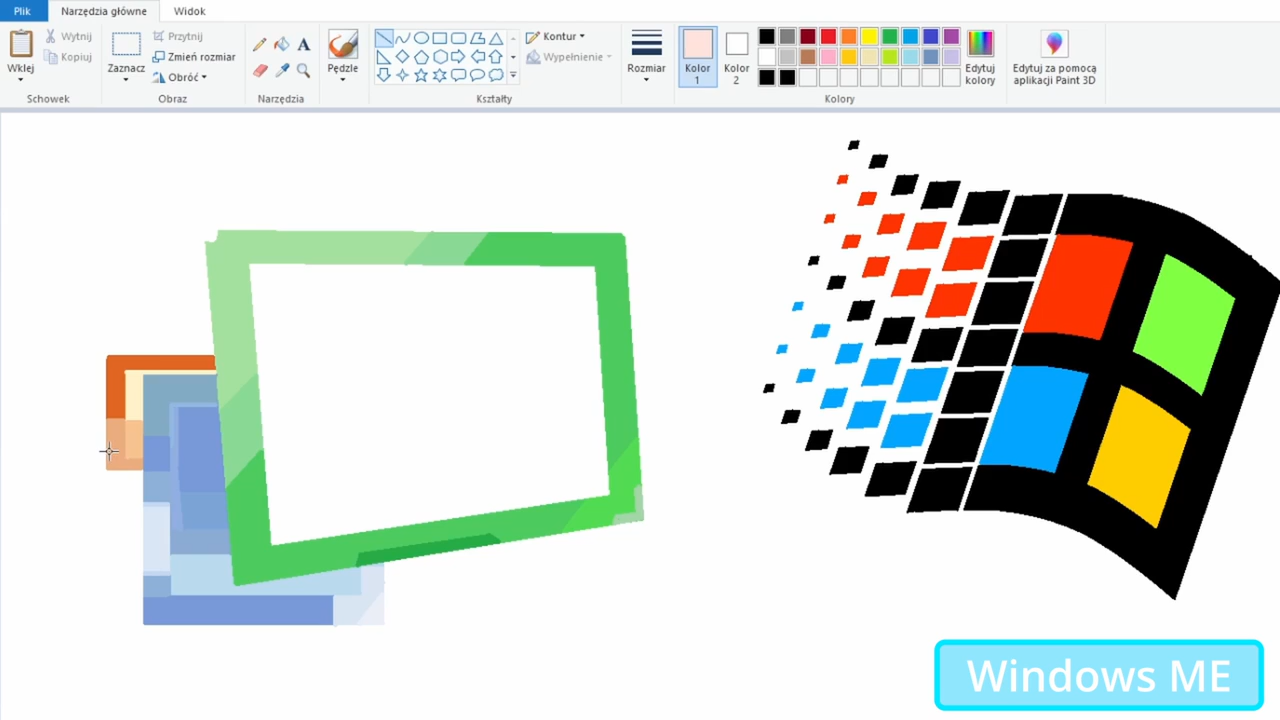 Plik Narzędzia główne Widok
Wklej
Wytnij
Kopiuj
Schowek
Zaznacz
Przytnij
Zmień rozmiar
Obróć
Obraz
A
Narzędzia
Pędzle
Kontur
Wypełnienie
Kształty
Rozmiar
Kolor
1
Kolor
2
Edytuj
kolory
Kolory
Edytuj za pomocą
aplikacji Paint 3D
Windows ME